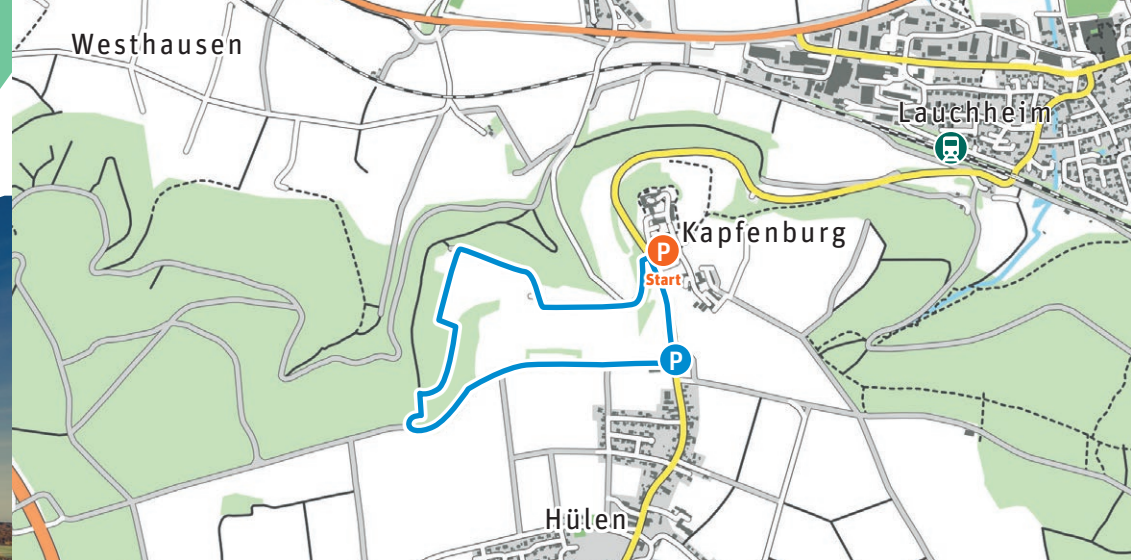 Westhausen
Lauchheim
Kapfenburg
P
Start
P
Hülen